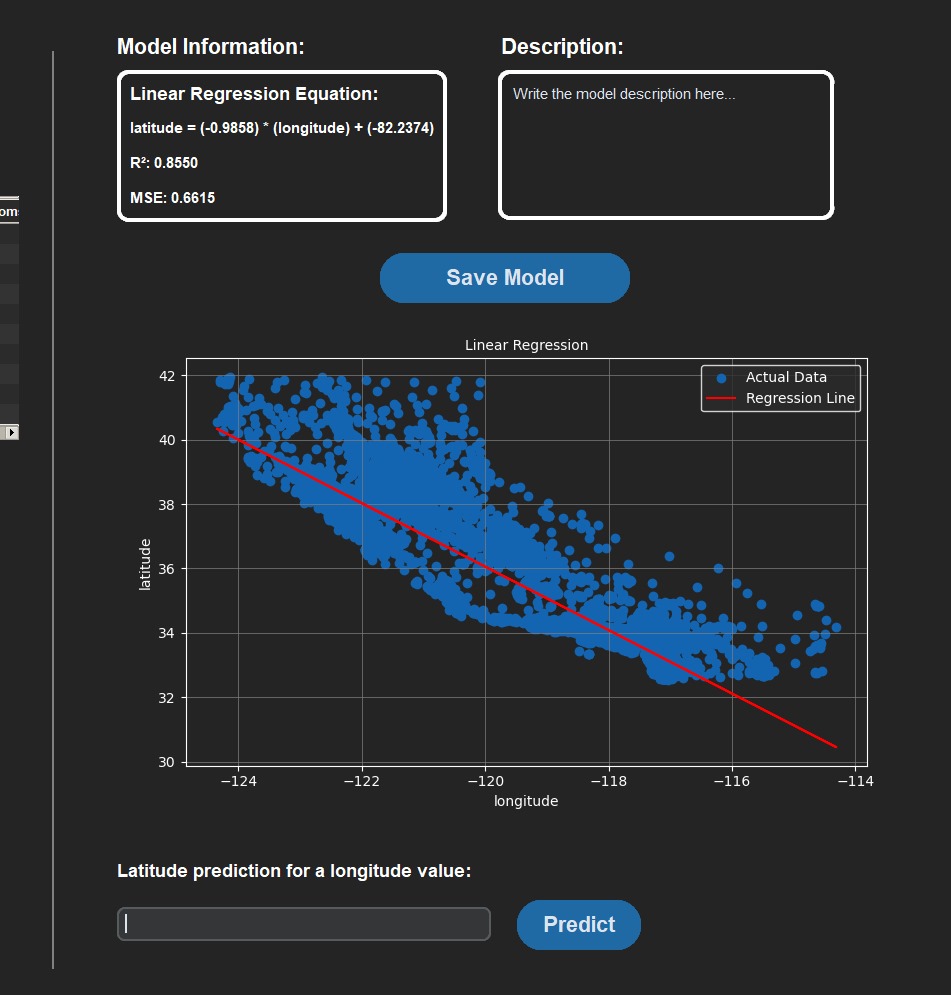 Model Information:
Description:
Linear Regression Equation:
latitude = (-0.9858) * (longitude) + (-82.2374)
R²: 0.8550
MSE: 0.6615
Write the model description here...
Save Model
Linear Regression
Actual Data
Regression Line
42
40
38
36
34
32
30
latitude
−124
−122
−120
−118
−116
−114
longitude
Latitude prediction for a longitude value:
Predict